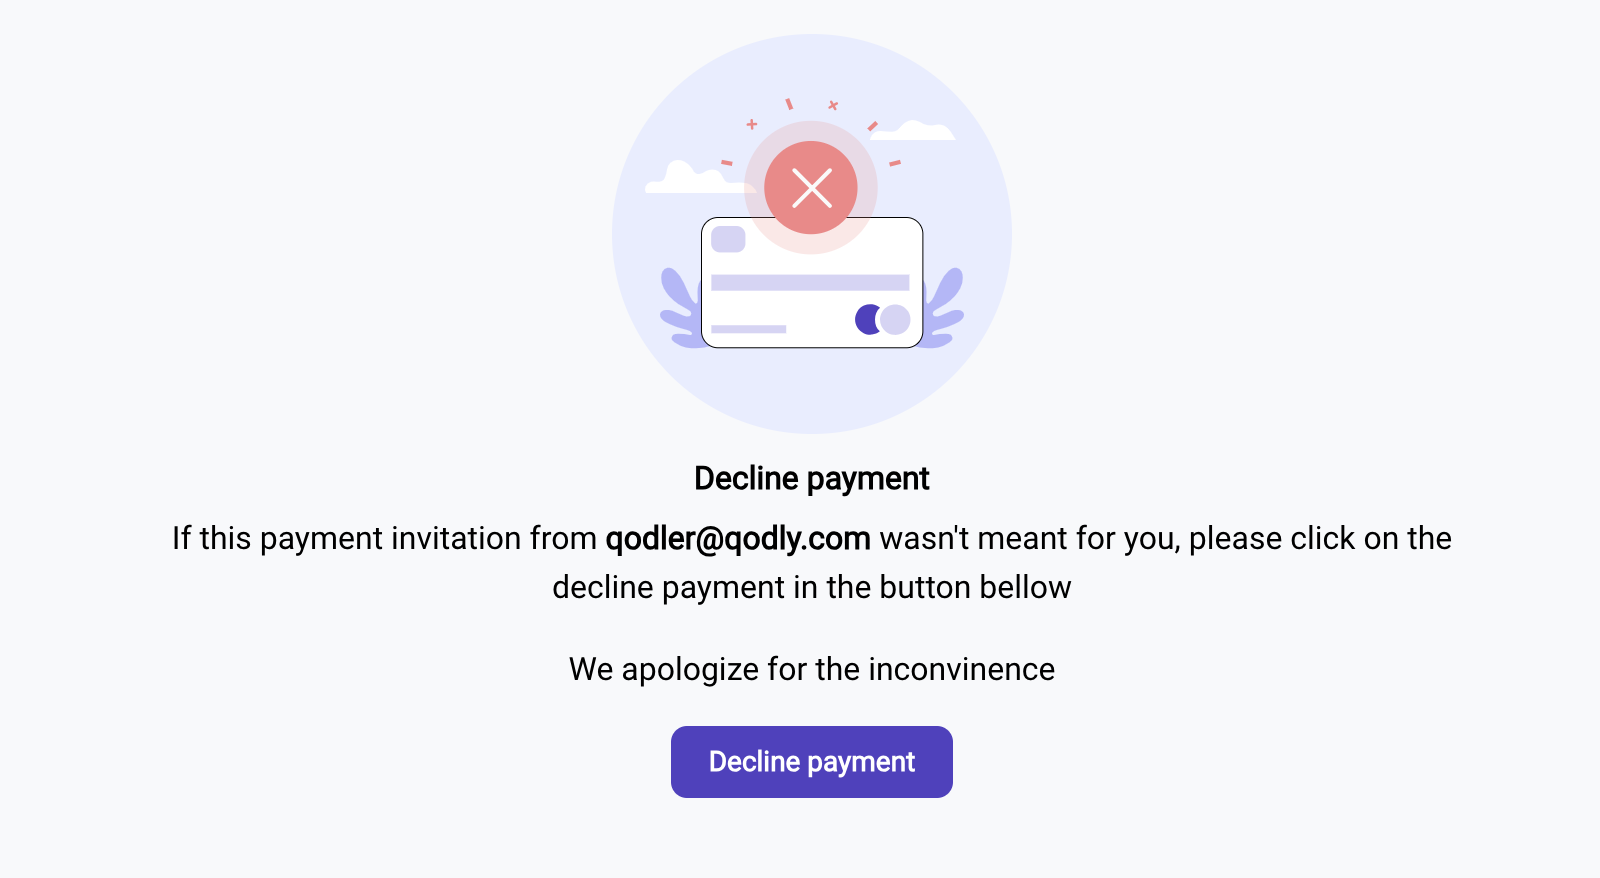 Decline payment
If this payment invitation from qodler@qodly.com wasn't meant for you, please click on the
decline payment in the button bellow
We apologize for the inconvinence
Decline payment